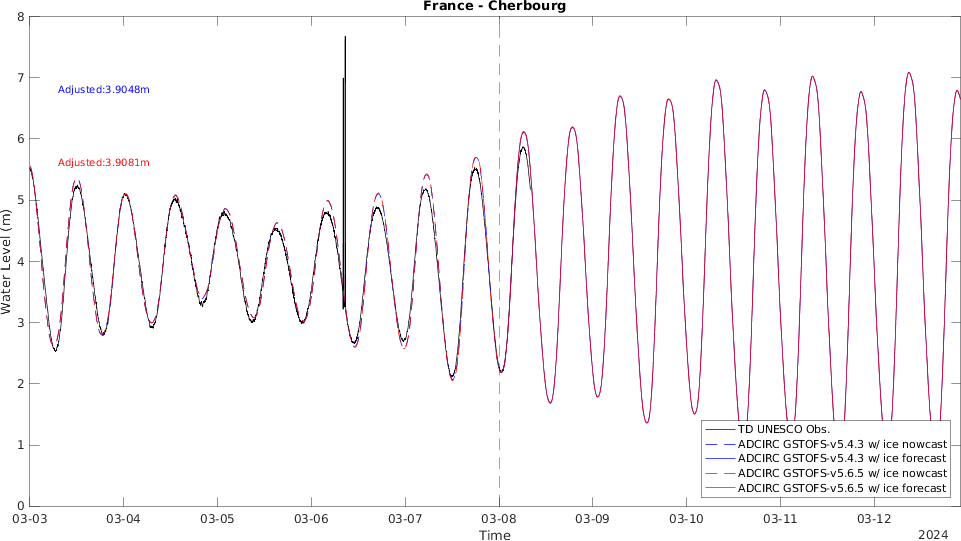 France - Cherbourg
8
7
6
5
4
3
2
1
0
Water Level (m)
Adjusted:3.9048m
Adjusted:3.9081m
TD UNESCO Obs.
ADCIRC GSTOFS-v5.4.3 w/ ice nowcast
ADCIRC GSTOFS-v5.4.3 w/ ice forecast
ADCIRC GSTOFS-v5.6.5 w/ ice nowcast
ADCIRC GSTOFS-v5.6.5 w/ ice forecast
03-03 03-04 03-05 03-06 03-07 03-08 03-09 03-10 03-11 03-12
Time
2024